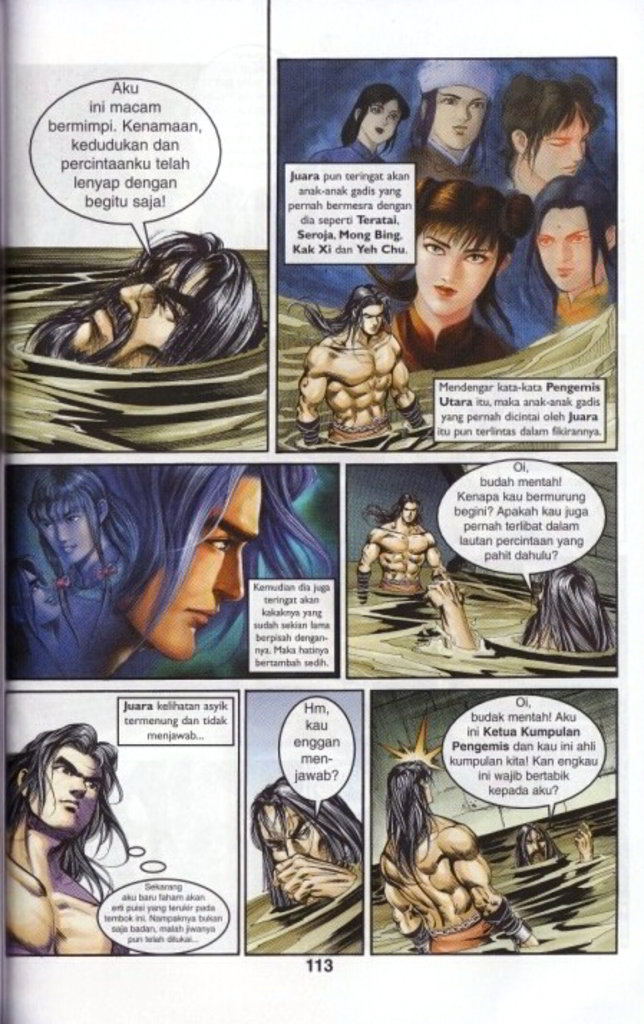 Aku
ini macam
bermimpi. Kenamaan,
kedudukan dan
percintaanku telah
lenyap dengan
begitu saja!
Juara pun teringat akan
anak-anak gadis yang
pernah bermesra dengan
dia seperti Teratai,
Seroja, Mong Bing,
Kak Xi dan Yeh Chu.
Mendengar kata-kata Pengemis
Utara itu, maka anak-anak gadis
yang pernah dicintai oleh Juara
itu pun terlintas dalam fikirannya.
Kemudian dia juga
teringat akan
kakaknya yang
sudah sekian lama
berpisah dengan-
nya. Maka hatinya
bertambah sedih.
Oi,
budah mentah!
Kenapa kau bermurung
begini? Apakah kau juga
pernah terlibat dalam
lautan percintaan yang
pahit dahulu?
Juara kelihatan asyik
termenung dan tidak
menjawab...
Sekarang
aku baru faham akan
erti puisi yang terukir pada
tembok ini. Nampaknya bukan
saja badan, malah jiwanya
pun telah dilukai...
Hm,
kau
enggan
men-
jawab?
Oi,
budak mentah! Aku
ini Ketua Kumpulan
Pengemis dan kau ini ahli
kumpulan kita! Kan engkau
ini wajib bertabik
kepada aku?
113